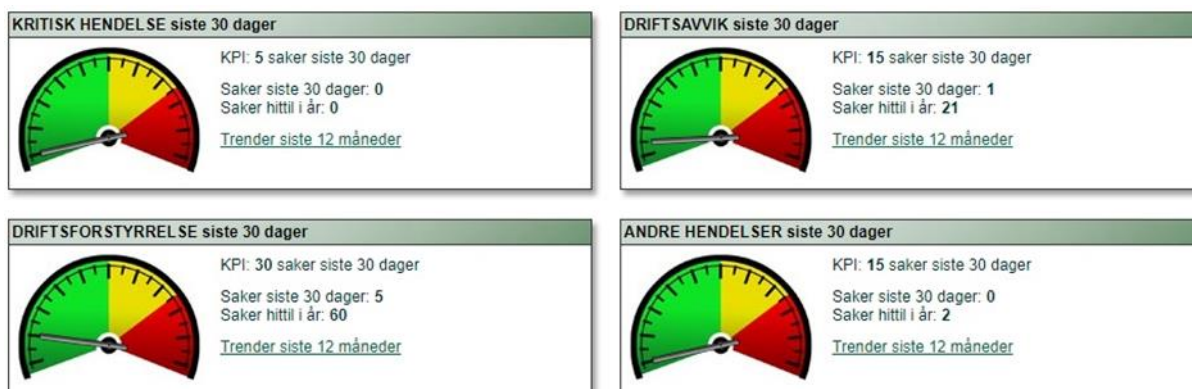 KRITISK HENDELSE siste 30 dager
KPI: 5 saker siste 30 dager
Saker siste 30 dager: 0
Saker hittil i år: 0
Trender siste 12 måneder
DRIFTSAVVIK siste 30 dager
KPI: 15 saker siste 30 dager
Saker siste 30 dager: 1
Saker hittil i år: 21
Trender siste 12 måneder
DRIFTSFORSTYRRELSE siste 30 dager
KPI: 30 saker siste 30 dager
Saker siste 30 dager: 5
Saker hittil i år: 60
Trender siste 12 måneder
ANDRE HENDELSER siste 30 dager
KPI: 15 saker siste 30 dager
Saker siste 30 dager: 0
Saker hittil i år: 2
Trender siste 12 måneder